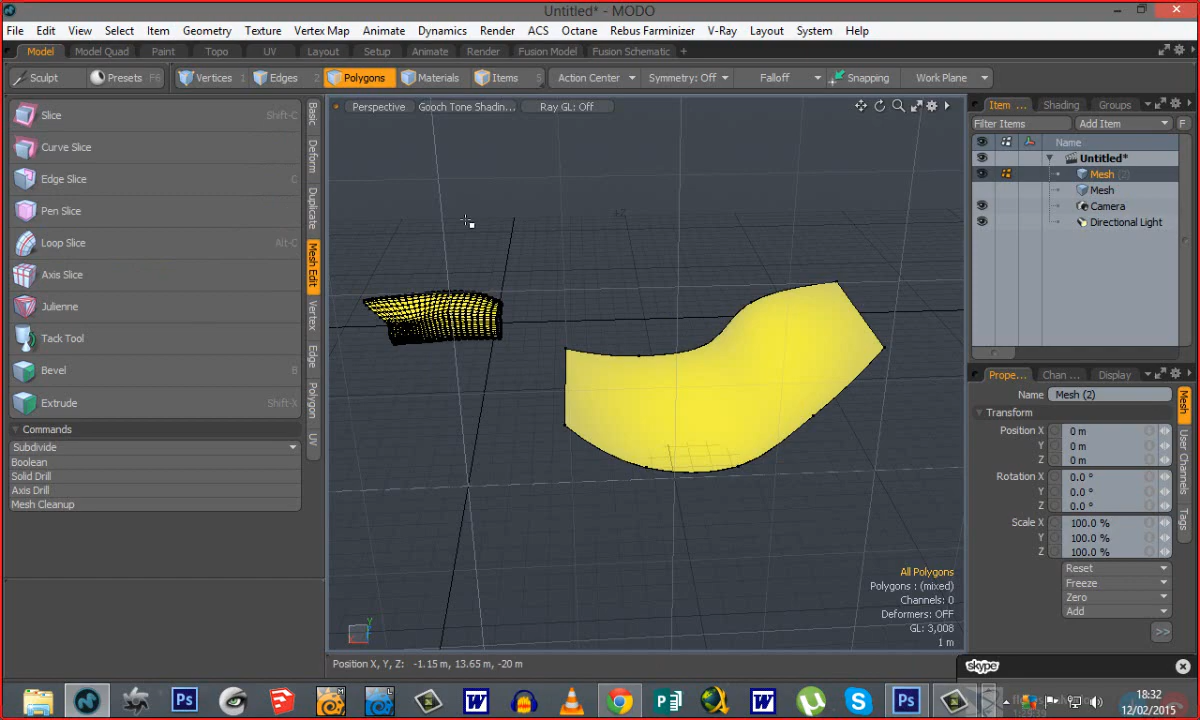 Untitled* - MODO
File Edit View Select Item Geometry Texture Vertex Map Animate Dynamics Render ACS Octane Rebus Farminizer V-Ray Layout System Help
Model Model Quad Paint Topo UV Layout Setup Animate Render Fusion Model Fusion Schematic +
Sculpt Presets F6 Vertices 1 Edges 2 Polygons Materials Items 5 Action Center Symmetry: Off Falloff Snapping Work Plane
Slice Shift-C
Curve Slice
Edge Slice C
Pen Slice
Loop Slice Alt-C
Axis Slice
Julienne
Tack Tool
Bevel B
Extrude Shift-X
Commands
Subdivide
Boolean
Solid Drill
Axis Drill
Mesh Cleanup
Basic
Deform
Duplicate
Mesh Edit
Vertex
Edge
Polygon
UV
Perspective Gooch Tone Shadin... Ray GL: Off
+Z
All Polygons
Polygons : (mixed)
Channels: 0
Deformers: OFF
GL: 3,008
1 m
Y
Position X, Y, Z: -1.15 m, 13.65 m, -20 m
Item ... Shading Groups
Filter Items Add Item F
Name
Untitled*
Mesh (2)
Mesh
Camera
Directional Light
Prope... Chan ... Display
Name Mesh (2)
Transform
Position X 0 m
Y 0 m
Z 0 m
Rotation X 0.0 °
Y 0.0 °
Z 0.0 °
Scale X 100.0 %
Y 100.0 %
Z 100.0 %
Reset
Freeze
Zero
Add
>>
Mesh
User Channels
Tags
skype
Ps W W Ps
18:32
12/02/2015